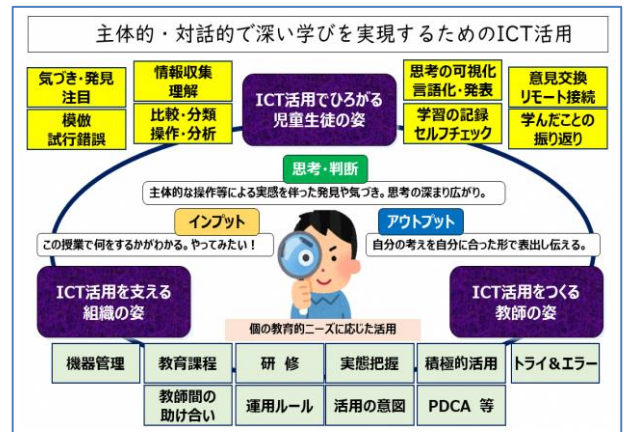 主体的・対話的で深い学びを実現するためのICT活用
気づき・発見
注目
情報収集
理解
模倣
試行錯誤
比較・分類
操作・分析
ICT活用でひろがる
児童生徒の姿
思考の可視化
言語化・発表
意見交換
リモート接続
学習の記録
セルフチェック
学んだことの
振り返り
思考・判断
主体的な操作等による実感を伴った発見や気づき。思考の深まり広がり。
インプット
この授業で何をするかがわかる。やってみたい！
アウトプット
自分の考えを自分に合った形で表出し伝える。
ICT活用を支える
組織の姿
ICT活用をつくる
教師の姿
個の教育的ニーズに応じた活用
機器管理
教育課程
研 修
実態把握
積極的活用
トライ＆エラー
教師間の
助け合い
運用ルール
活用の意図
PDCA 等